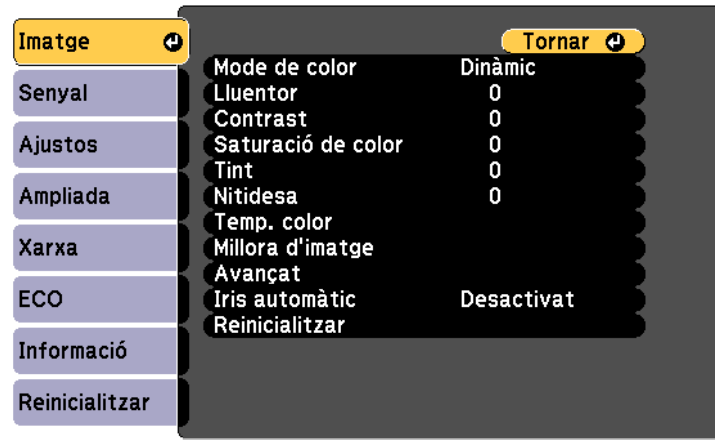 Imatge
Senyal
Ajustos
Ampliada
Xarxa
ECO
Informació
Reinicialitzar
Tornar
Mode de color Dinàmic
Lluentor 0
Contrast 0
Saturació de color 0
Tint 0
Nitidesa 0
Temp. color
Millora d'imatge
Avançat
Iris automàtic Desactivat
Reinicialitzar